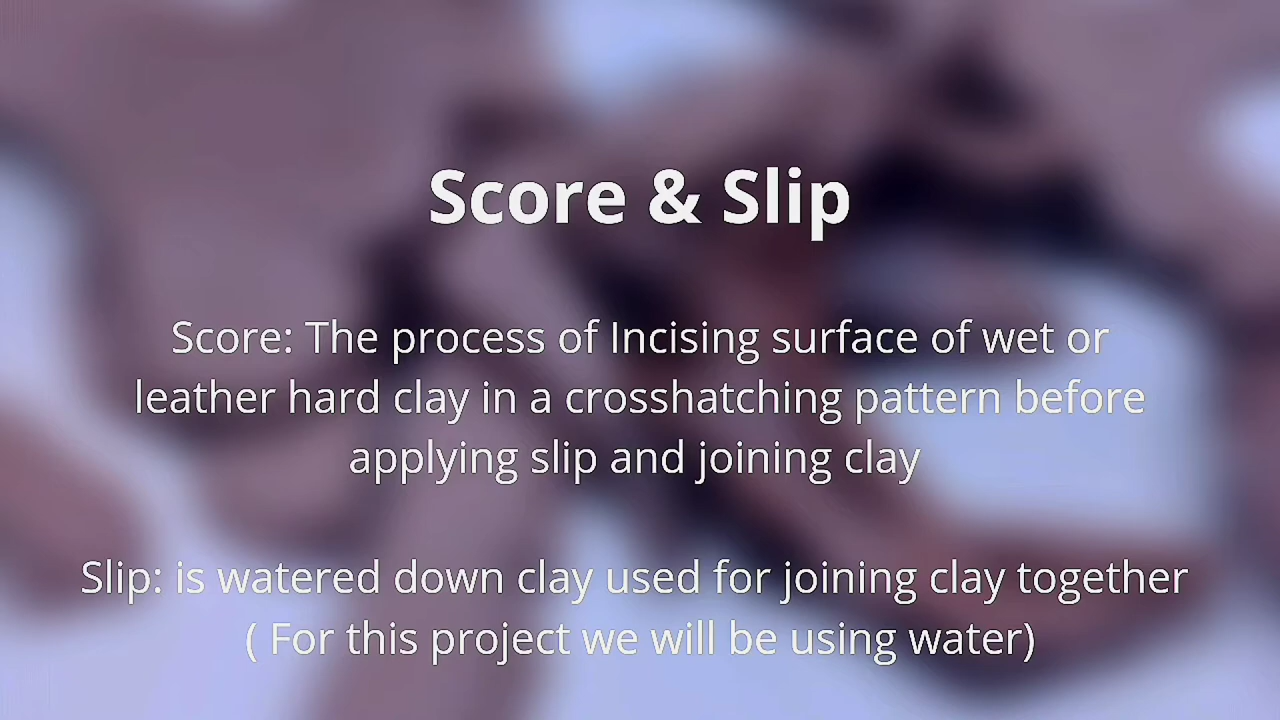 Score & Slip
Score: The process of Incising surface of wet or
leather hard clay in a crosshatching pattern before
applying slip and joining clay
Slip: is watered down clay used for joining clay together
( For this project we will be using water)